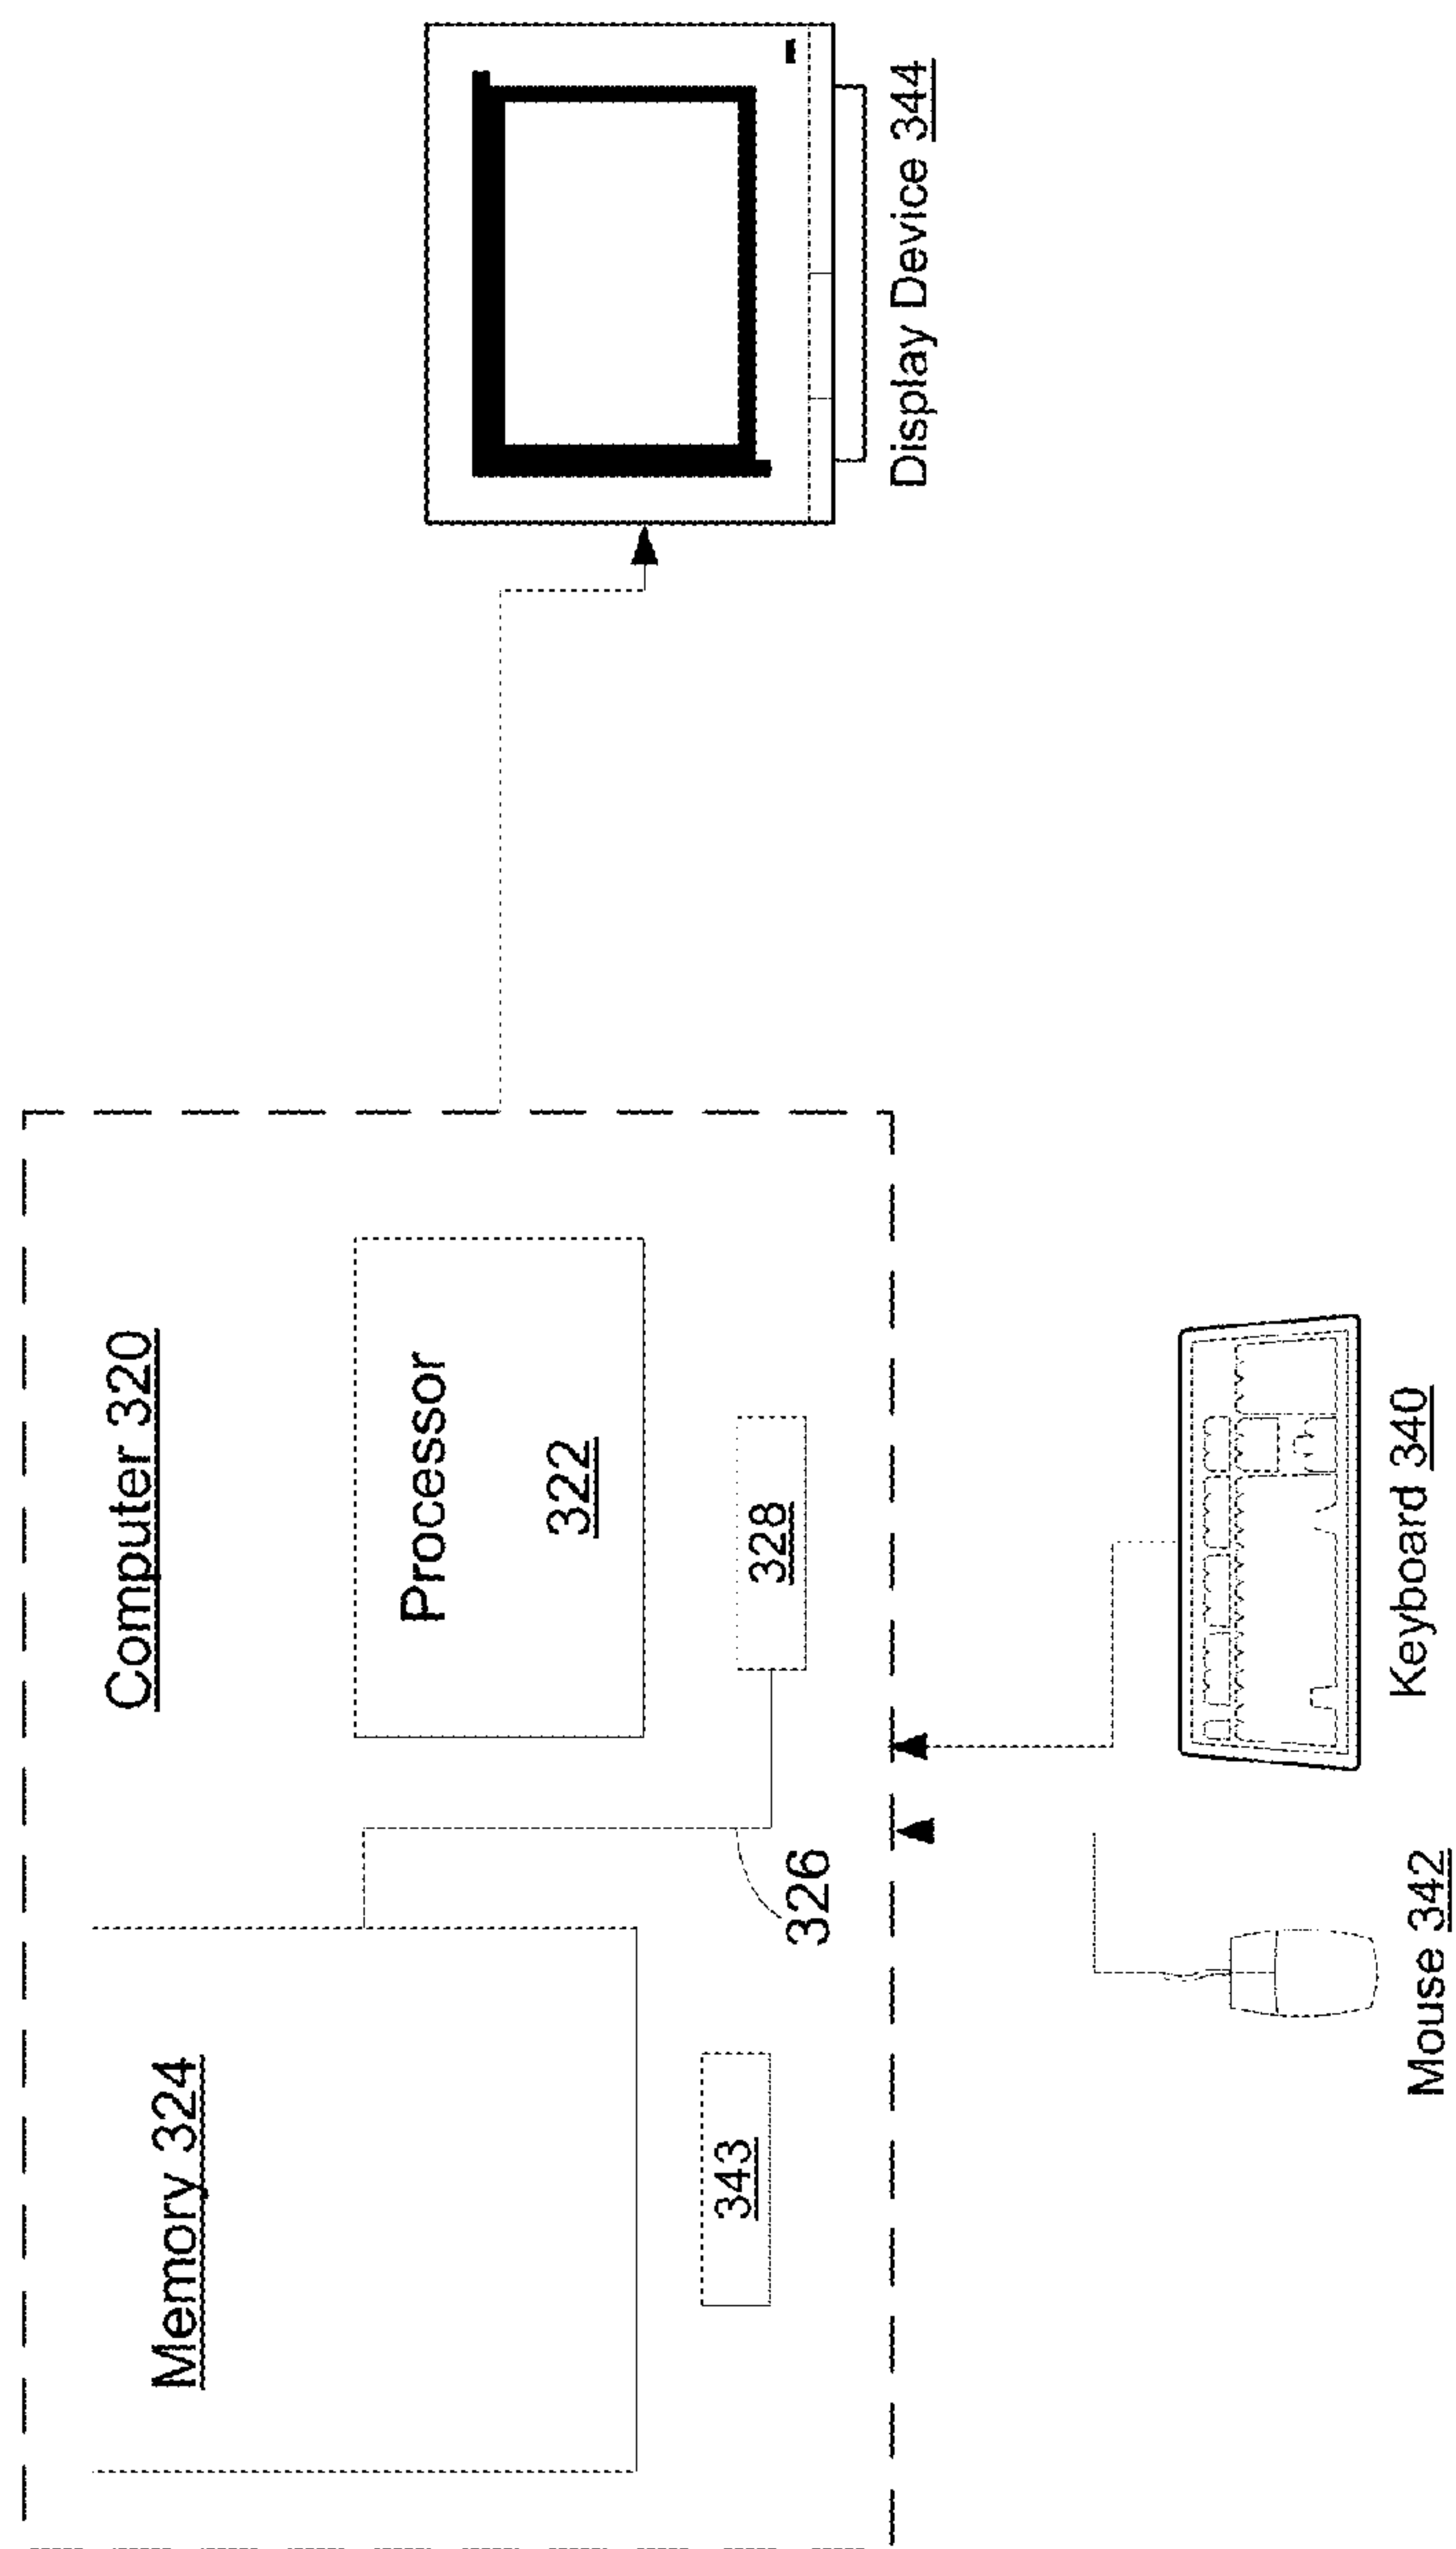 Computer 320
Memory 324
Processor
322
328
326
343
Display Device 344
Keyboard 340
Mouse 342